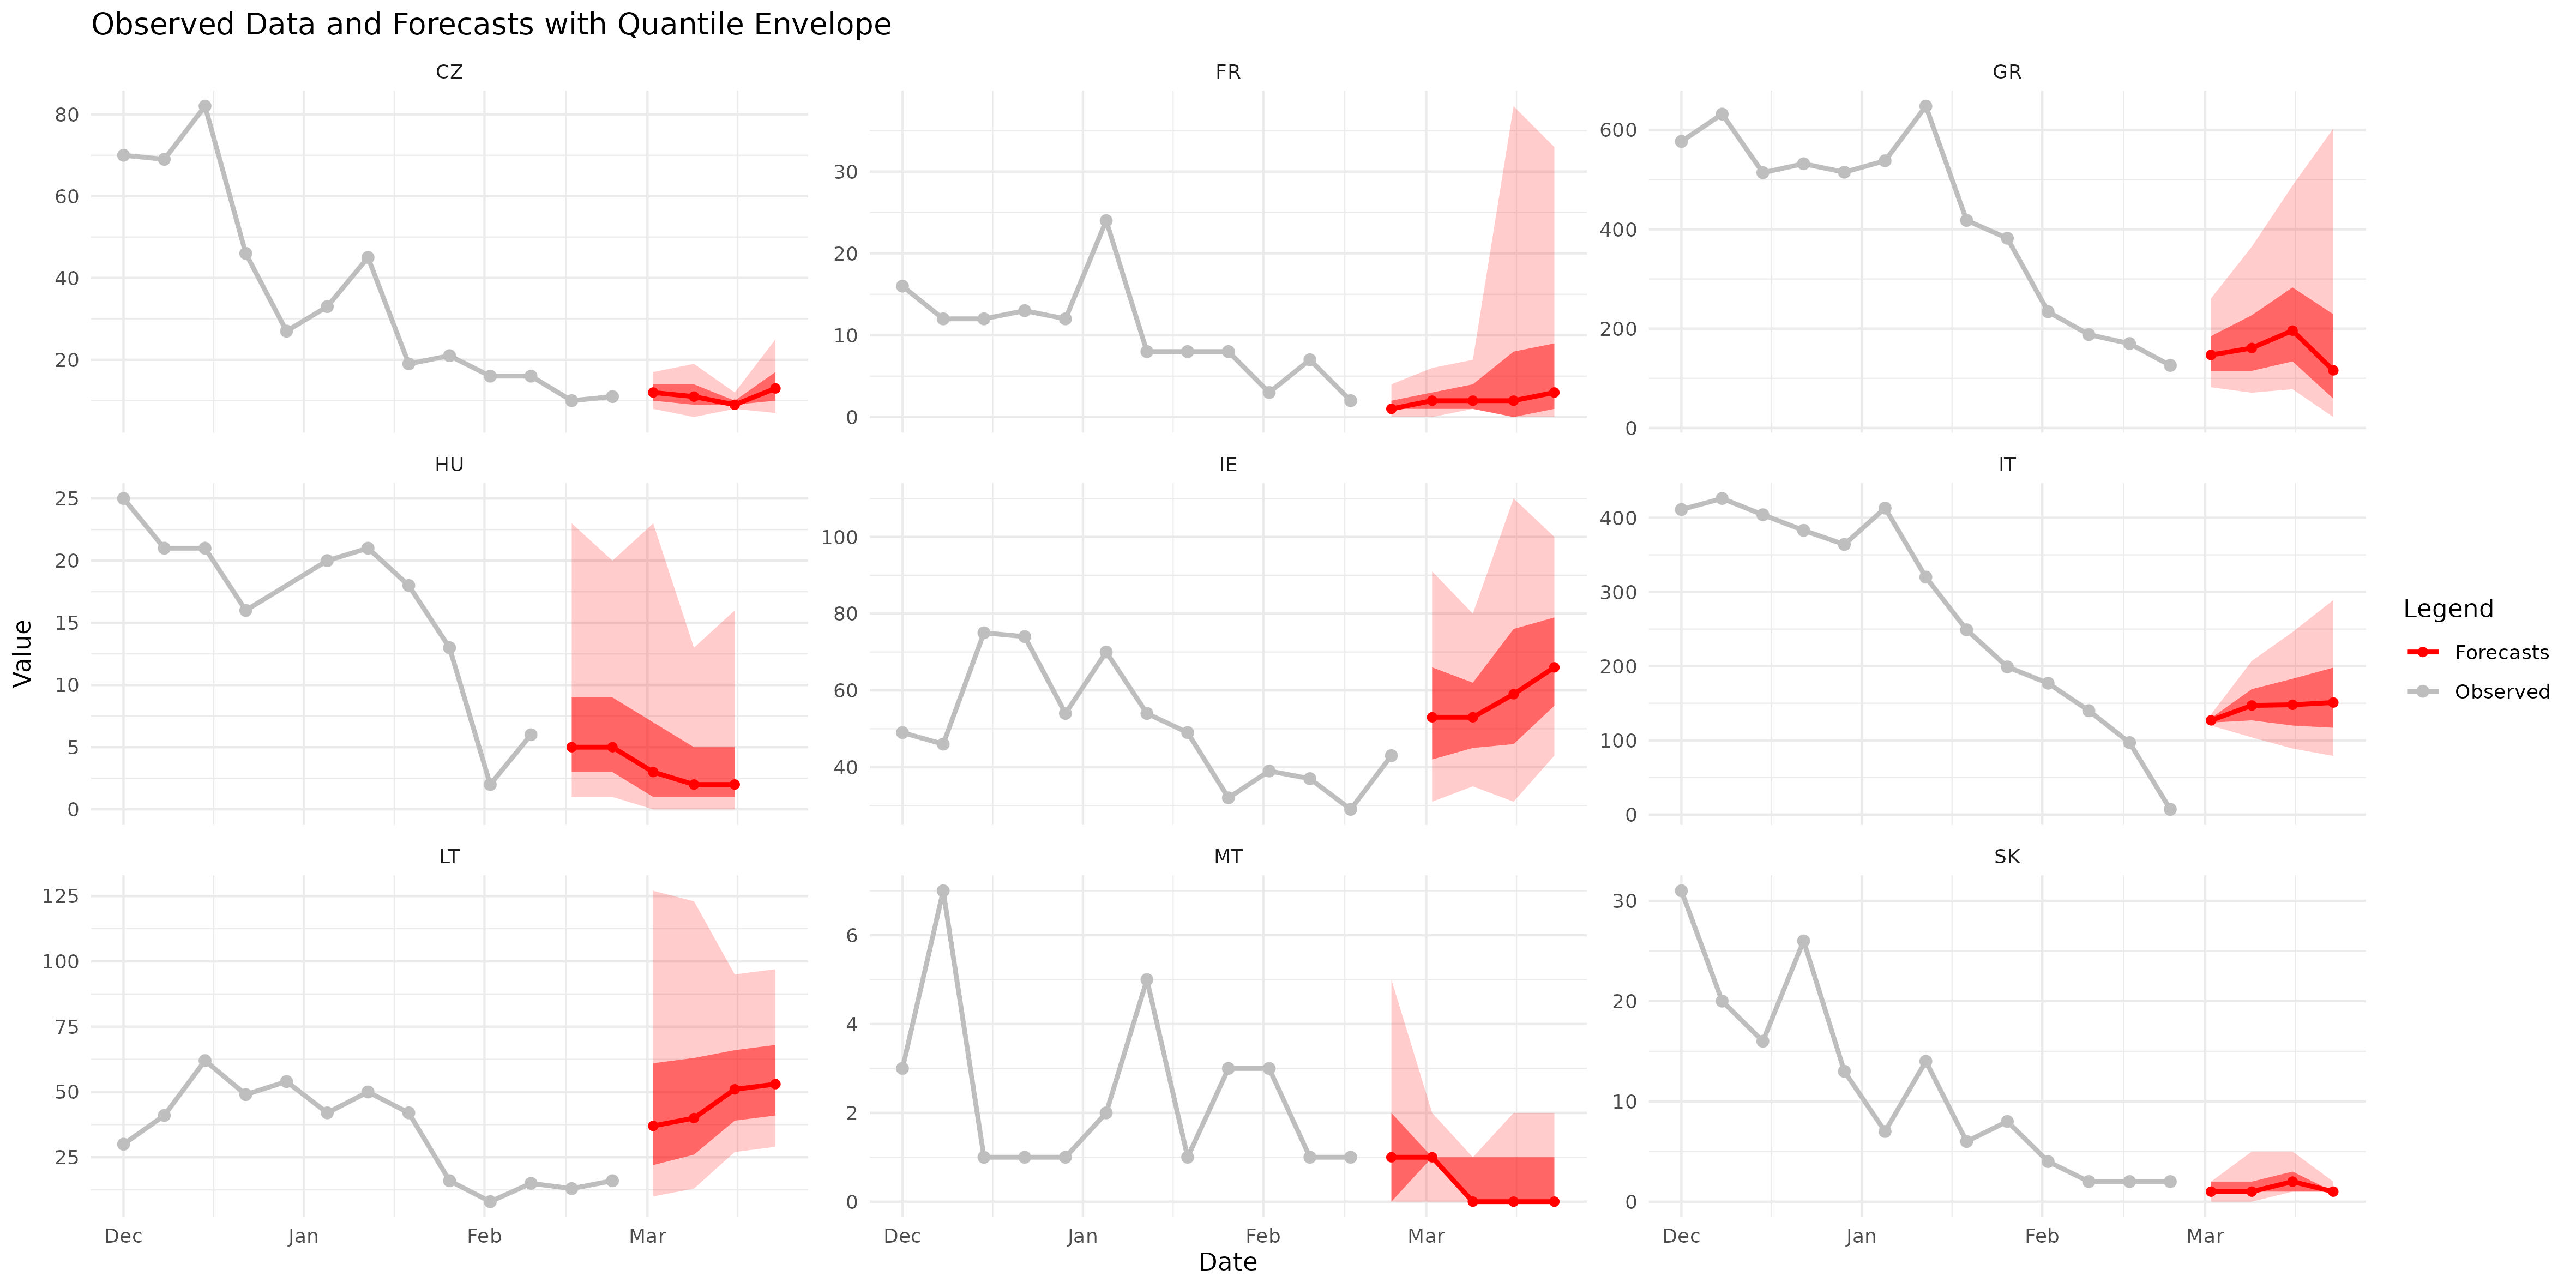 Observed Data and Forecasts with Quantile Envelope
CZ
FR
GR
80
60
40
20
30
20
10
0
600
400
200
0
HU
IE
IT
25
20
15
10
5
0
100
80
60
40
400
300
200
100
0
LT
MT
SK
125
100
75
50
25
6
4
2
0
30
20
10
0
Dec Jan Feb Mar
Dec Jan Feb Mar
Dec Jan Feb Mar
Value
Date
Legend
Forecasts
Observed